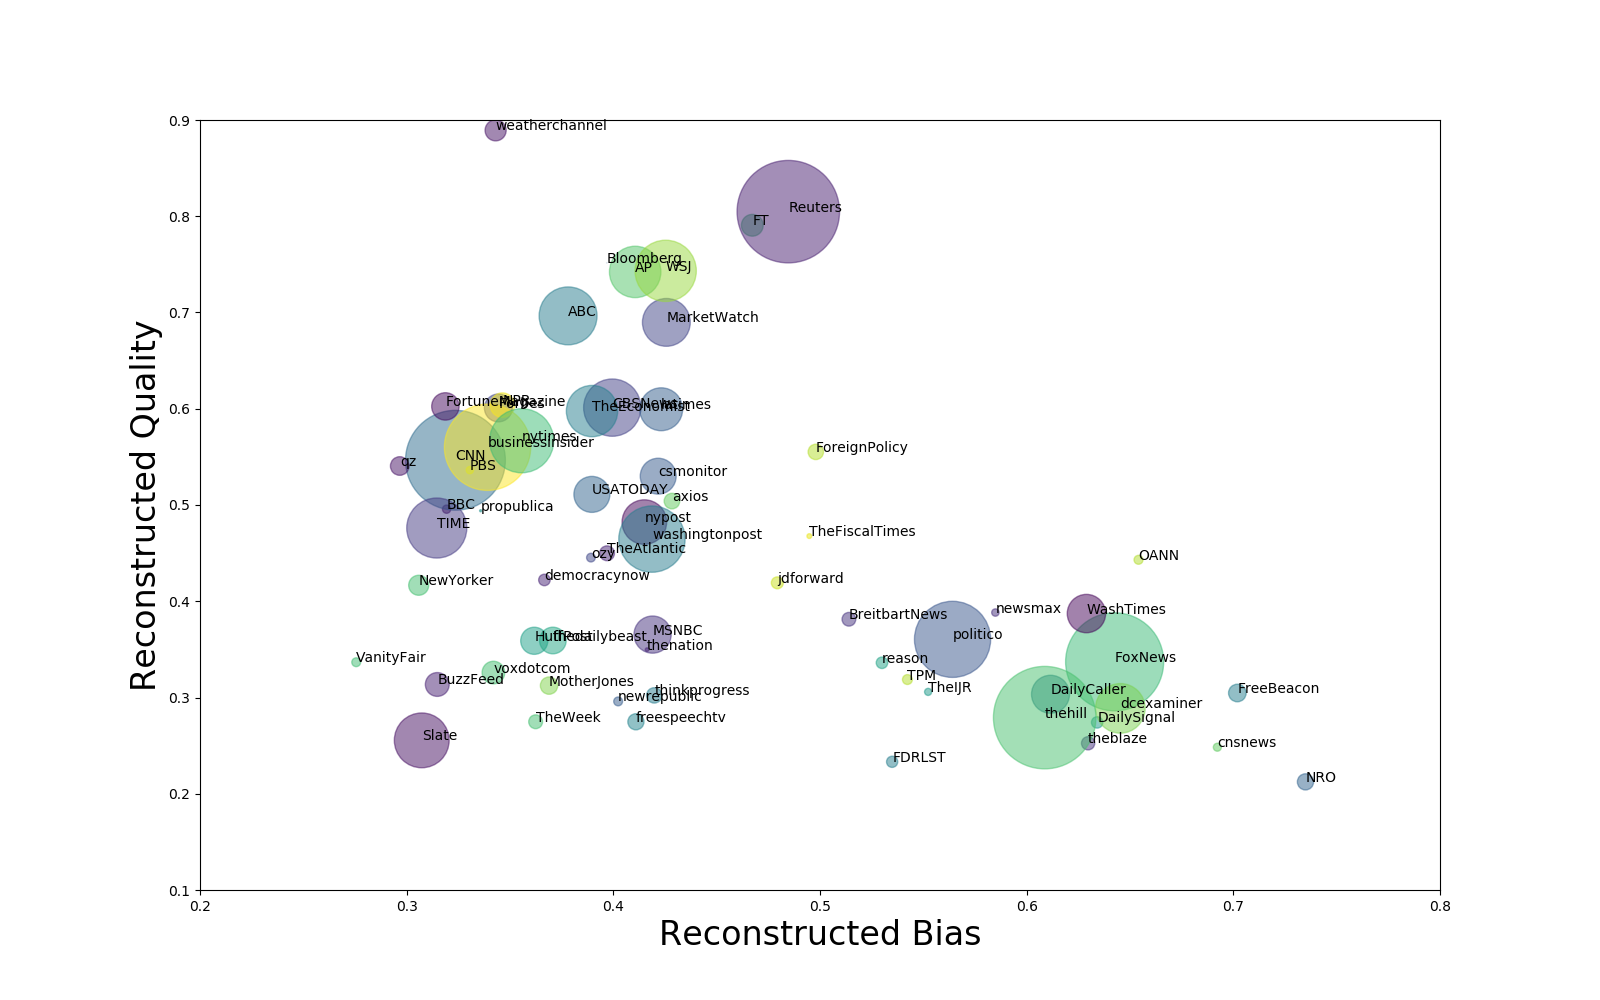 0.9
weatherchannel
0.8
Reuters
FT
Bloomberg
AP
WSJ
0.7
ABC
MarketWatch
0.6
FortuneMagazine
NPR
Forbes
TheEconomist
CBSNews
latimes
nytimes
businessinsider
CNN
PBS
qz
ForeignPolicy
csmonitor
USATODAY
axios
0.5
BBC
propublica
TIME
nypost
washingtonpost
TheFiscalTimes
ozy
TheAtlantic
OANN
NewYorker
democracynow
jdforward
0.4
BreitbartNews
newsmax
WashTimes
HuffPost
thedailybeast
MSNBC
thenation
politico
VanityFair
reason
FoxNews
voxdotcom
BuzzFeed
MotherJones
TPM
TheIJR
0.3
newrepublic
thinkprogress
DailyCaller
FreeBeacon
dcexaminer
thehill
DailySignal
TheWeek
freespeechtv
Slate
theblaze
cnsnews
FDRLST
NRO
0.2
0.1
0.2
0.3
0.4
0.5
0.6
0.7
0.8
Reconstructed Bias
Reconstructed Quality